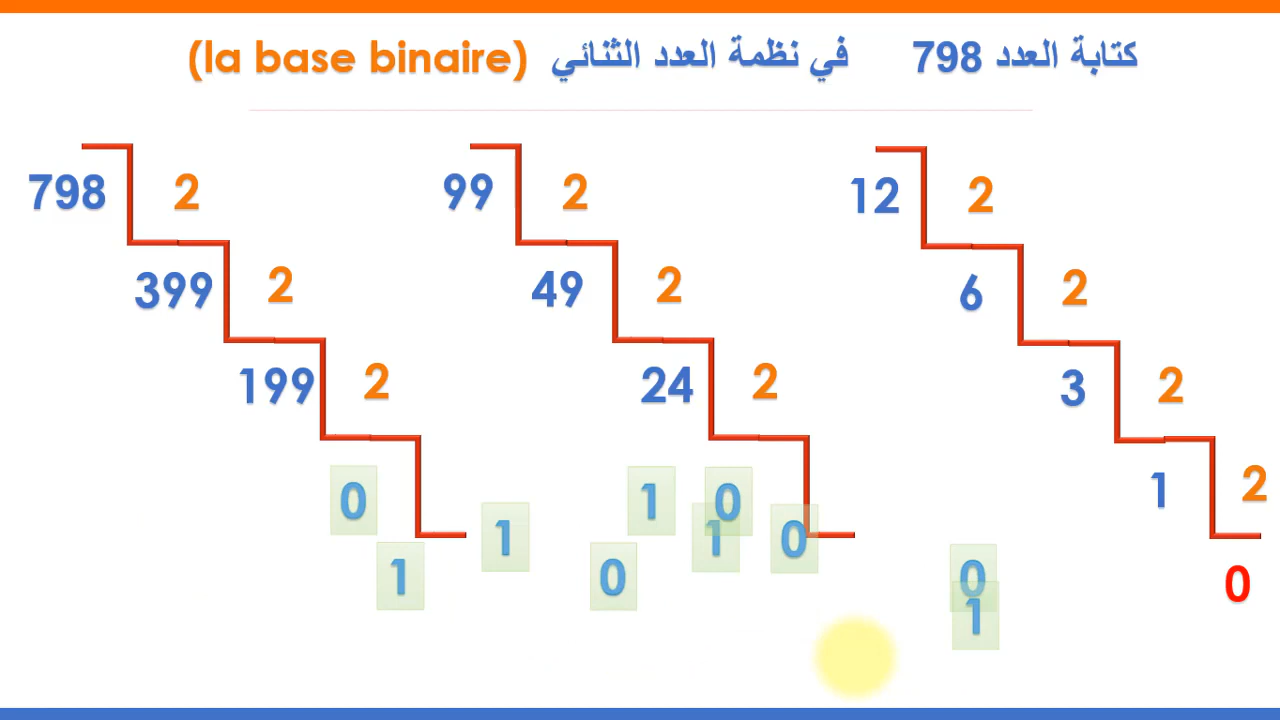 كتابة العدد 798 في نظمة العدد الثنائي (la base binaire)
798 2 99 2 12 2
399 2 49 2 6 2
199 2 24 2 3 2
1 2
0 1 1 0 1 1 0 0 0 1
0